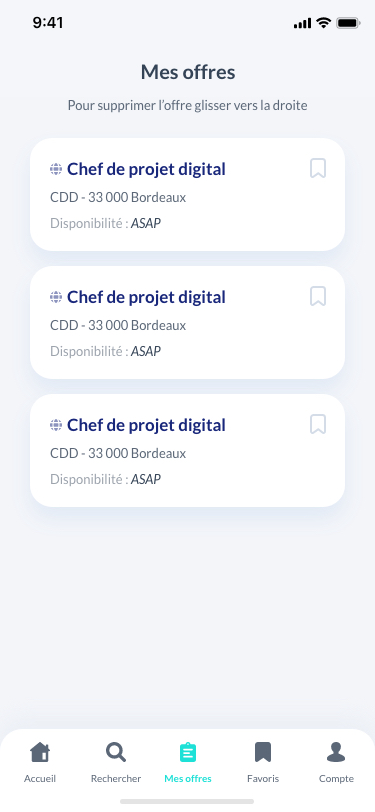 9:41
Mes offres
Pour supprimer l'offre glisser vers la droite
Chef de projet digital
CDD - 33 000 Bordeaux
Disponibilité : ASAP
Chef de projet digital
CDD - 33 000 Bordeaux
Disponibilité : ASAP
Chef de projet digital
CDD - 33 000 Bordeaux
Disponibilité : ASAP
Accueil Rechercher Mes offres Favoris Compte